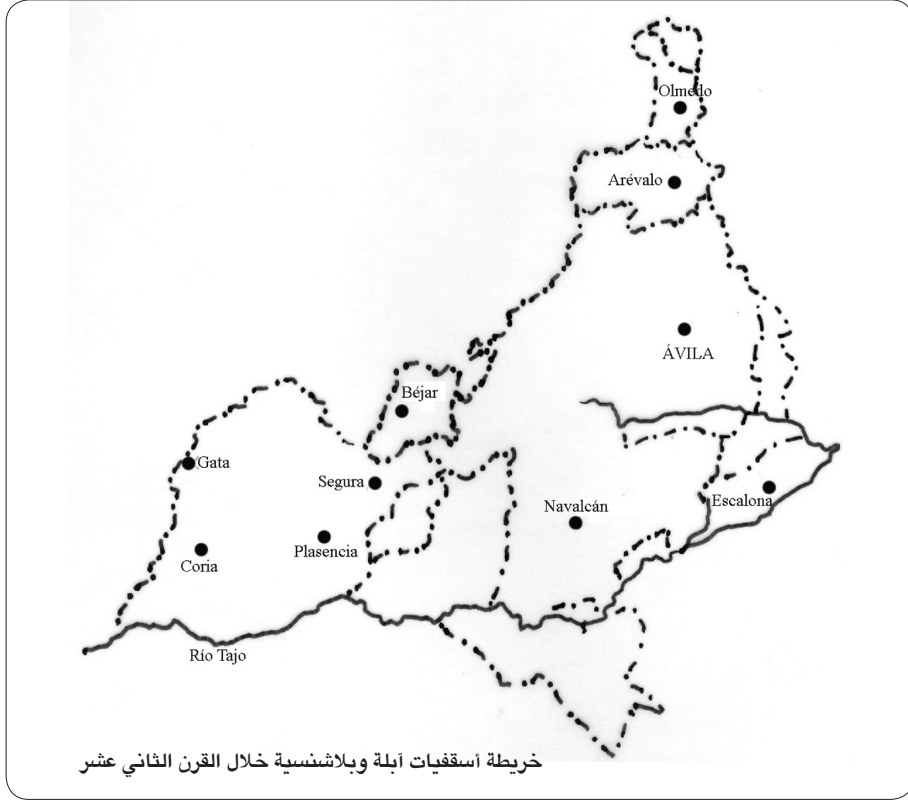 Olmedo
Arévalo
ÁVILA
Béjar
Gata
Segura
Navalcán
Escalona
Plasencia
Coria
Río Tajo
خريطة أسقفيات آبلة وبلاشنسية خلال القرن الثاني عشر